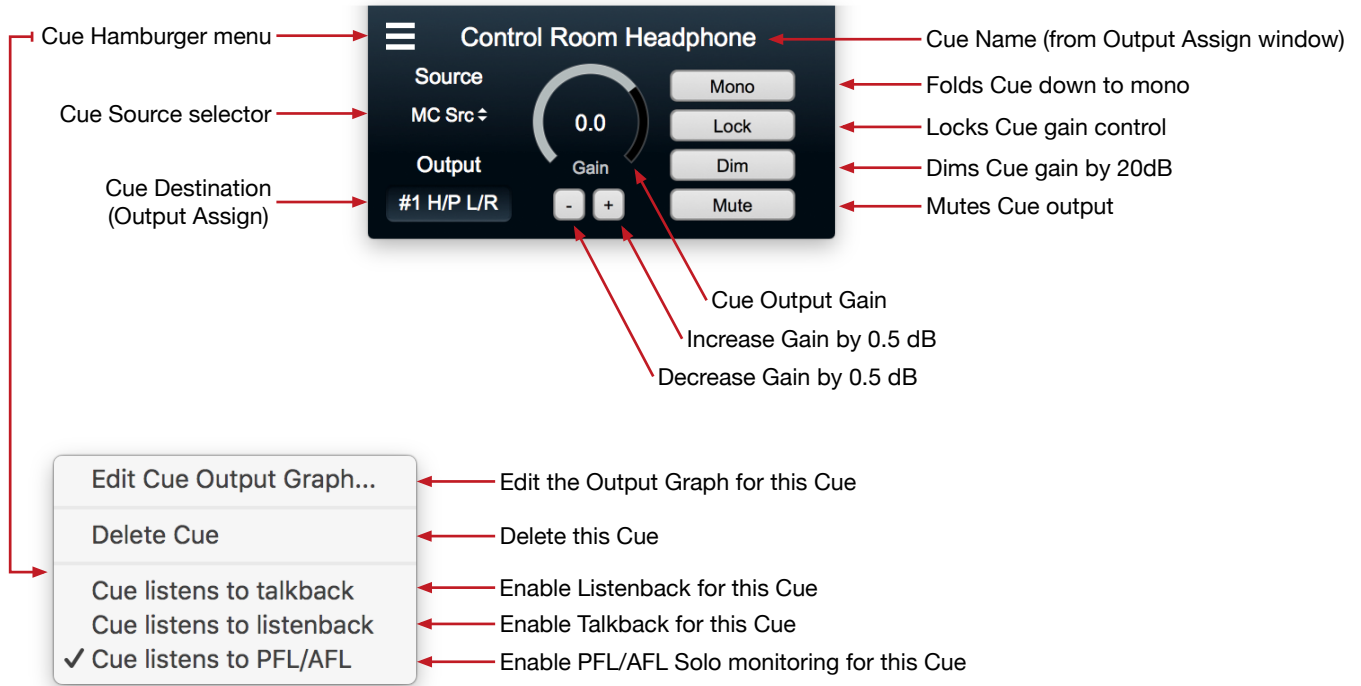 Cue Hamburger menu
Control Room Headphone
Cue Name (from Output Assign window)
Source
Mono
Folds Cue down to mono
Cue Source selector
MC Src
0.0
Lock
Locks Cue gain control
Output
Gain
Dim
Dims Cue gain by 20dB
Cue Destination
(Output Assign)
#1 H/P L/R
-
+
Mute
Mutes Cue output
Cue Output Gain
Increase Gain by 0.5 dB
Decrease Gain by 0.5 dB
Edit Cue Output Graph...
Edit the Output Graph for this Cue
Delete Cue
Delete this Cue
Cue listens to talkback
Enable Listenback for this Cue
Cue listens to listenback
Enable Talkback for this Cue
✓ Cue listens to PFL/AFL
Enable PFL/AFL Solo monitoring for this Cue